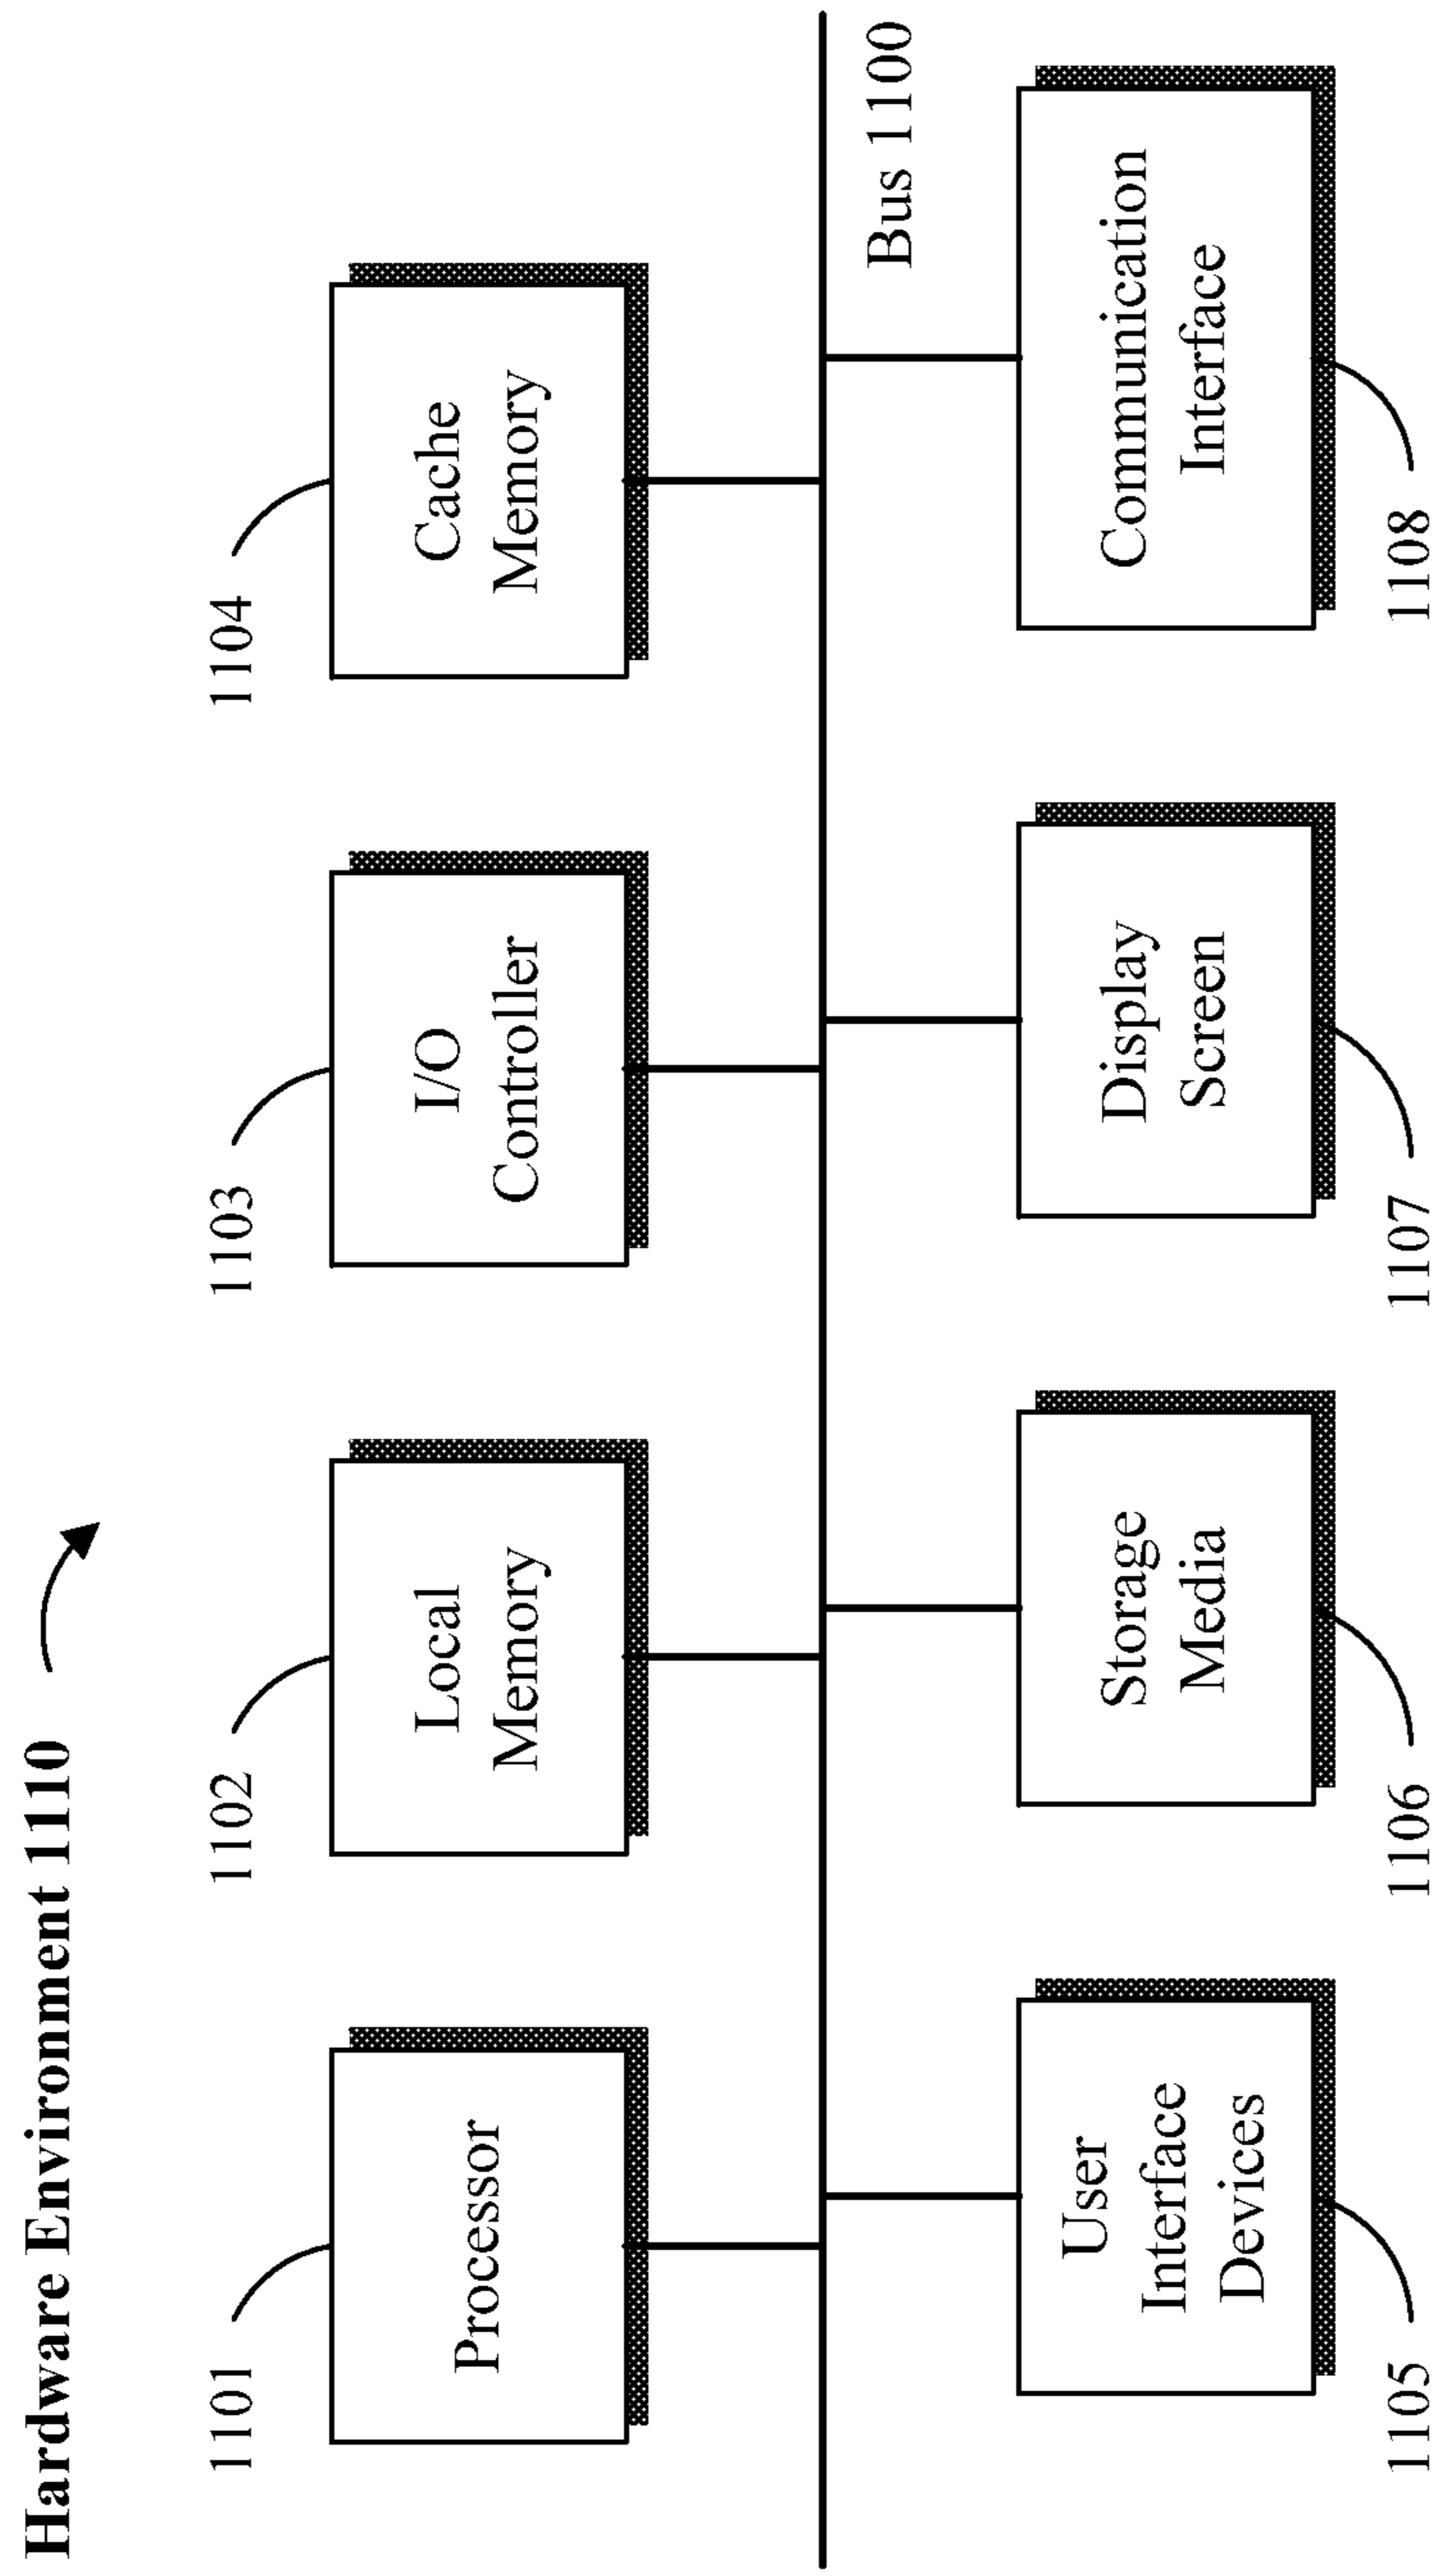 Hardware Environment 1110
1101
1102
1103
1104
Processor
Local
Memory
I/O
Controller
Cache
Memory
Bus 1100
User
Interface
Devices
Storage
Media
Display
Screen
Communication
Interface
1105
1106
1107
1108